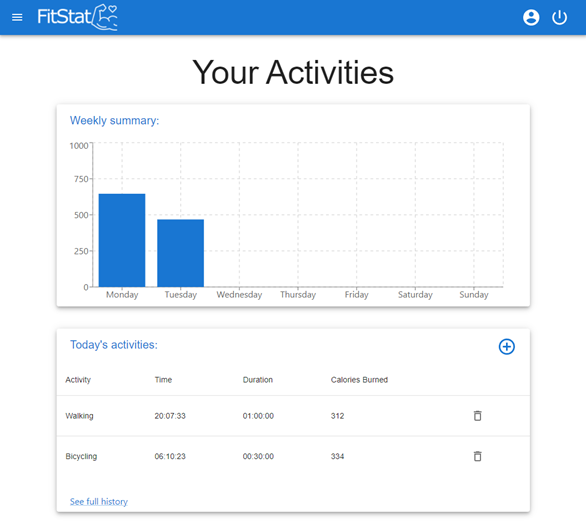 FitStat
Your Activities
Weekly summary:
1000
750
500
250
0
Monday Tuesday Wednesday Thursday Friday Saturday Sunday
Today's activities:
Activity Time Duration Calories Burned
Walking 20:07:33 01:00:00 312
Bicycling 06:10:23 00:30:00 334
See full history